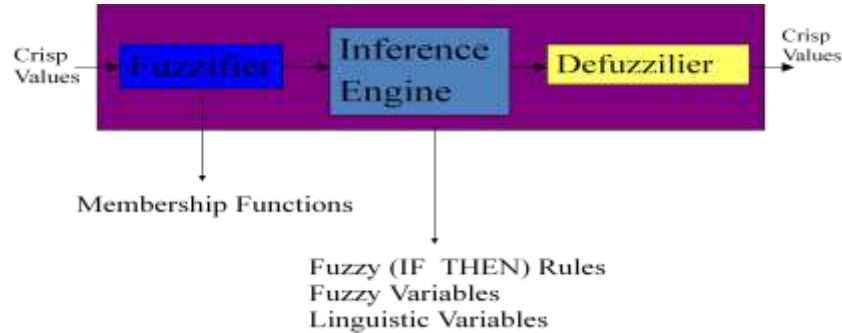 Crisp
Values
Fuzzifier
Inference
Engine
Defuzzilier
Crisp
Values
Membership Functions
Fuzzy (IF THEN) Rules
Fuzzy Variables
Linguistic Variables